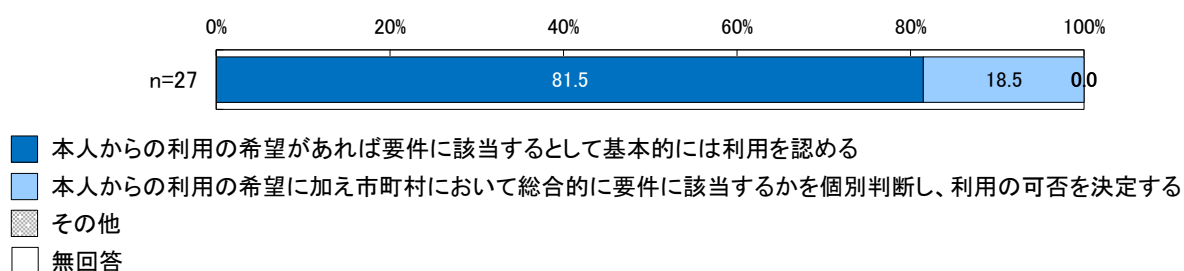 0% 20% 40% 60% 80% 100%
n=27 81.5 18.5 0.0
本人からの利用の希望があれば要件に該当するとして基本的には利用を認める
本人からの利用の希望に加え市町村において総合的に要件に該当するかを個別判断し、利用の可否を決定する
その他
無回答